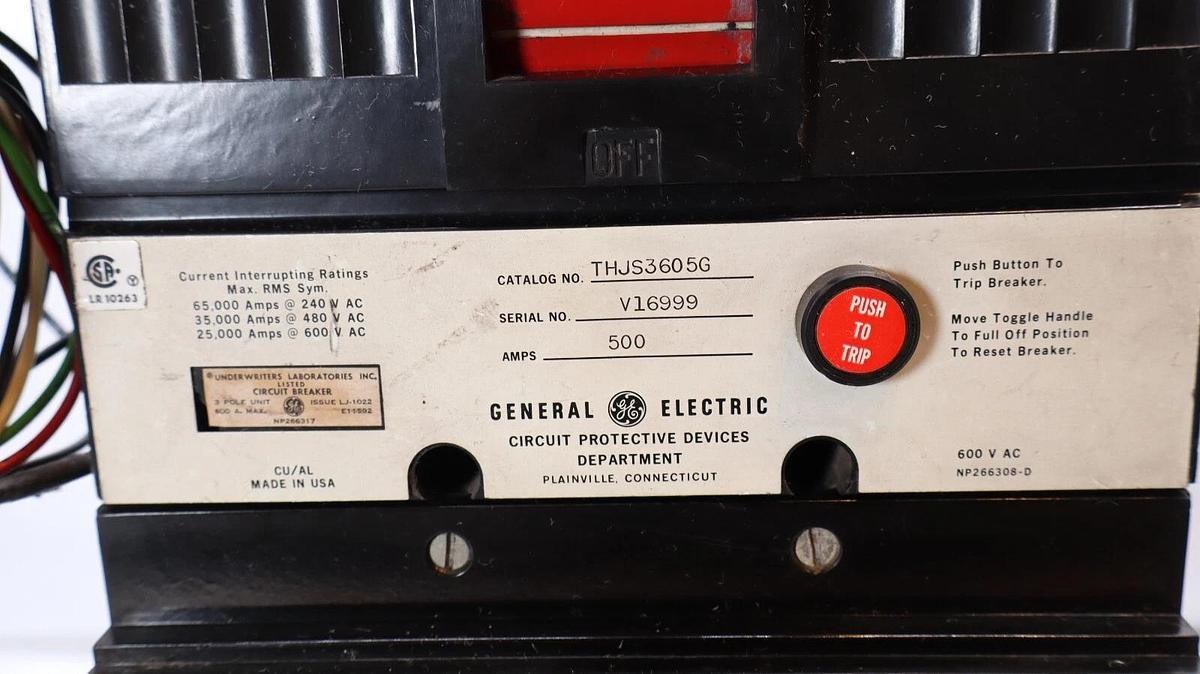 OFF
SA
LR 10263
Current Interrupting Ratings
Max. RMS Sym.
65,000 Amps @ 240 V AC
35,000 Amps @ 480 V AC
25,000 Amps @ 600 V AC
UNDERWRITERS LABORATORIES INC.
LISTED
CIRCUIT BREAKER
3 POLE UNIT ISSUE LJ-1022
600 A. MAX.
NP266317
CU/AL
MADE IN USA
CATALOG NO. THJS3605G
SERIAL NO. V16999
AMPS 500
GENERAL GE ELECTRIC
CIRCUIT PROTECTIVE DEVICES
DEPARTMENT
PLAINVILLE, CONNECTICUT
PUSH
TO
TRIP
Push Button To
Trip Breaker.
Move Toggle Handle
To Full Off Position
To Reset Breaker.
600 V AC
NP266308-D